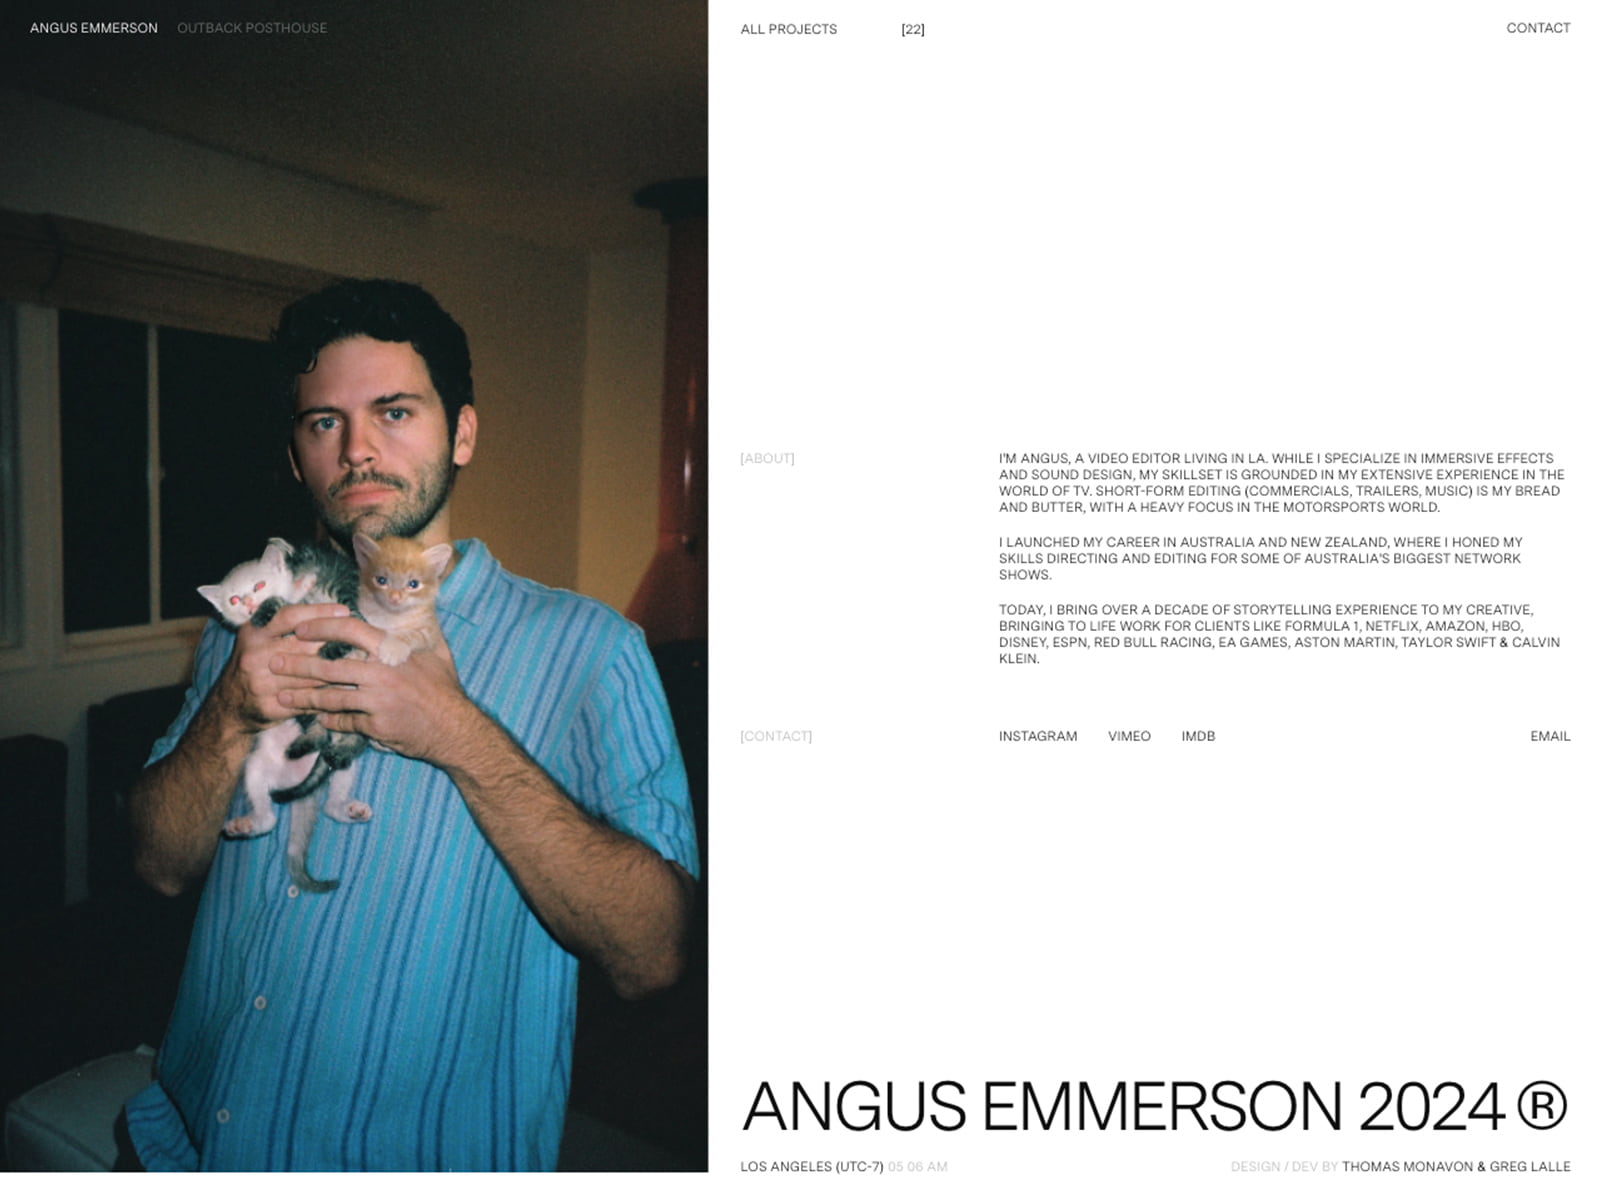 ANGUS EMMERSON OUTBACK POSTHOUSE
ALL PROJECTS [22] CONTACT
[ABOUT]
I'M ANGUS, A VIDEO EDITOR LIVING IN LA. WHILE I SPECIALIZE IN IMMERSIVE EFFECTS
AND SOUND DESIGN, MY SKILLSET IS GROUNDED IN MY EXTENSIVE EXPERIENCE IN THE
WORLD OF TV. SHORT-FORM EDITING (COMMERCIALS, TRAILERS, MUSIC) IS MY BREAD
AND BUTTER, WITH A HEAVY FOCUS IN THE MOTORSPORTS WORLD.
I LAUNCHED MY CAREER IN AUSTRALIA AND NEW ZEALAND, WHERE I HONED MY
SKILLS DIRECTING AND EDITING FOR SOME OF AUSTRALIA'S BIGGEST NETWORK
SHOWS.
TODAY, I BRING OVER A DECADE OF STORYTELLING EXPERIENCE TO MY CREATIVE,
BRINGING TO LIFE WORK FOR CLIENTS LIKE FORMULA 1, NETFLIX, AMAZON, HBO,
DISNEY, ESPN, RED BULL RACING, EA GAMES, ASTON MARTIN, TAYLOR SWIFT & CALVIN
KLEIN.
[CONTACT]
INSTAGRAM VIMEO IMDB EMAIL
ANGUS EMMERSON 2024 ®
LOS ANGELES (UTC-7) 05 06 AM
DESIGN / DEV BY THOMAS MONAVON & GREG LALLE